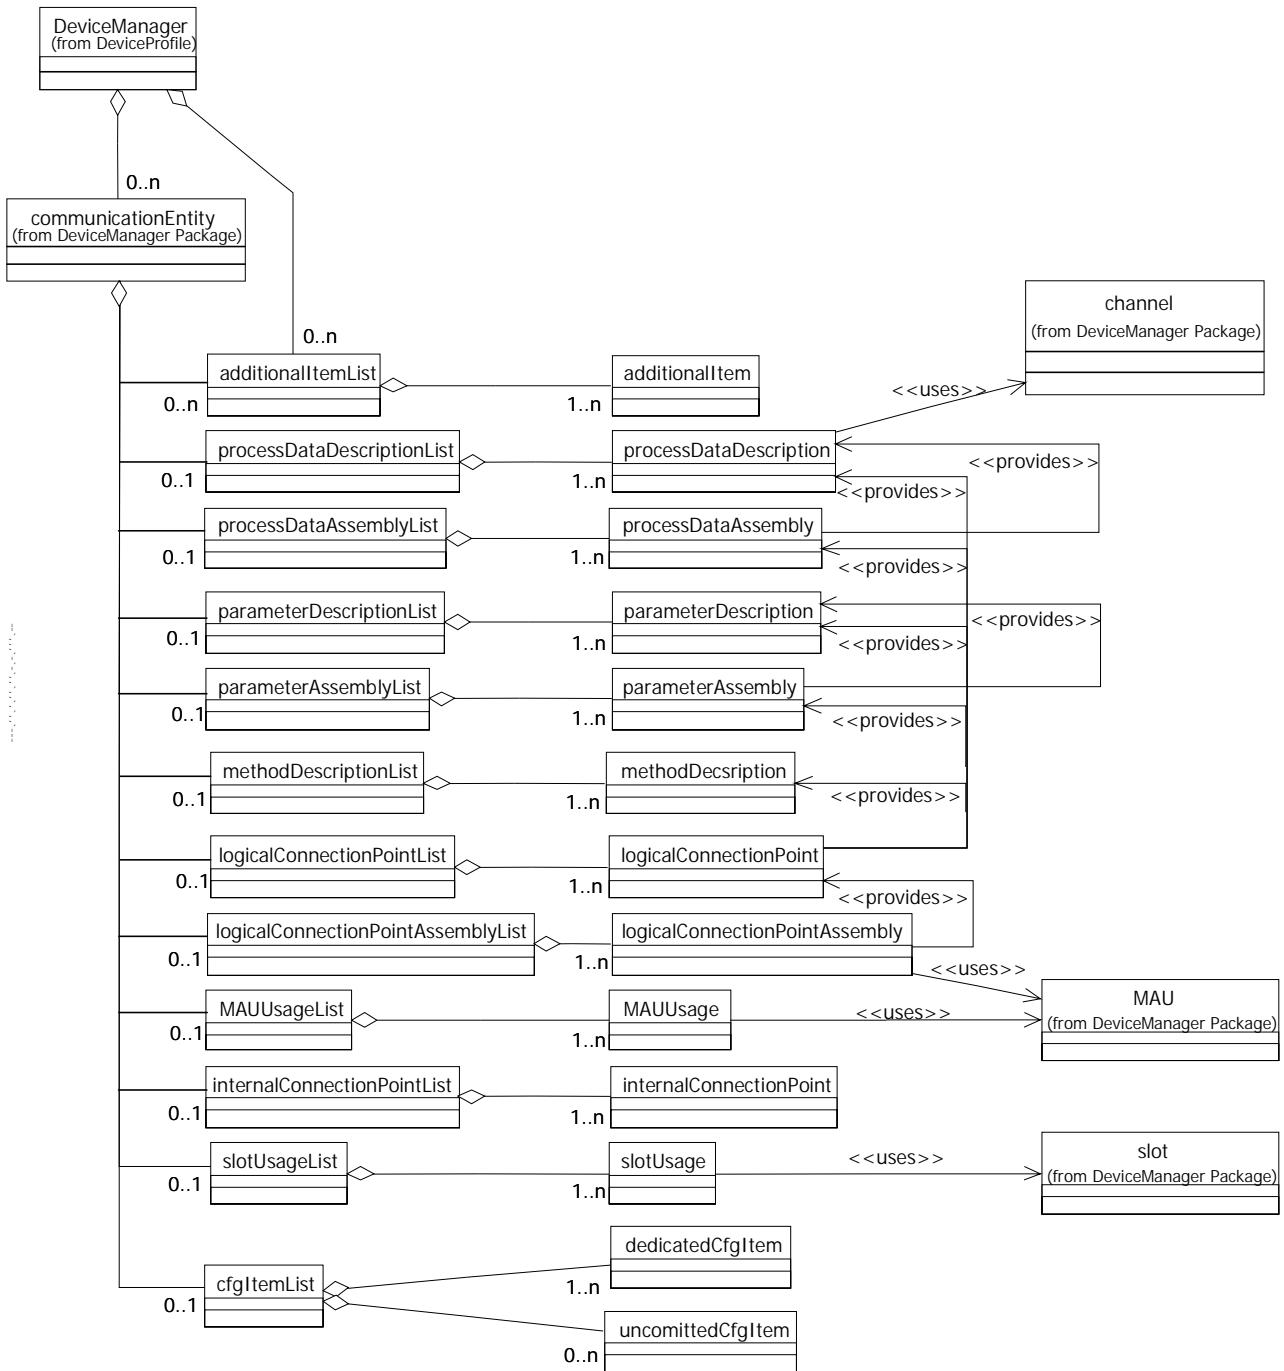 DeviceManager
(from DeviceProfile)
0..n
communicationEntity
(from DeviceManager Package)
0..n
channel
(from DeviceManager Package)
additionalItemList
0..n
additionalItem
1..n
<<uses>>
processDataDescriptionList
0..1
processDataDescription
1..n
<<provides>>
<<provides>>
processDataAssemblyList
0..1
processDataAssembly
1..n
<<provides>>
parameterDescriptionList
0..1
parameterDescription
1..n
<<provides>>
<<provides>>
parameterAssemblyList
0..1
parameterAssembly
1..n
<<provides>>
methodDescriptionList
0..1
methodDecsription
1..n
<<provides>>
logicalConnectionPointList
0..1
logicalConnectionPoint
1..n
<<provides>>
logicalConnectionPointAssemblyList
0..1
logicalConnectionPointAssembly
1..n
<<uses>>
MAUUsageList
0..1
MAUUsage
1..n
<<uses>>
MAU
(from DeviceManager Package)
internalConnectionPointList
0..1
internalConnectionPoint
1..n
slotUsageList
0..1
slotUsage
1..n
<<uses>>
slot
(from DeviceManager Package)
cfgItemList
0..1
dedicatedCfgItem
1..n
uncomittedCfgItem
0..n